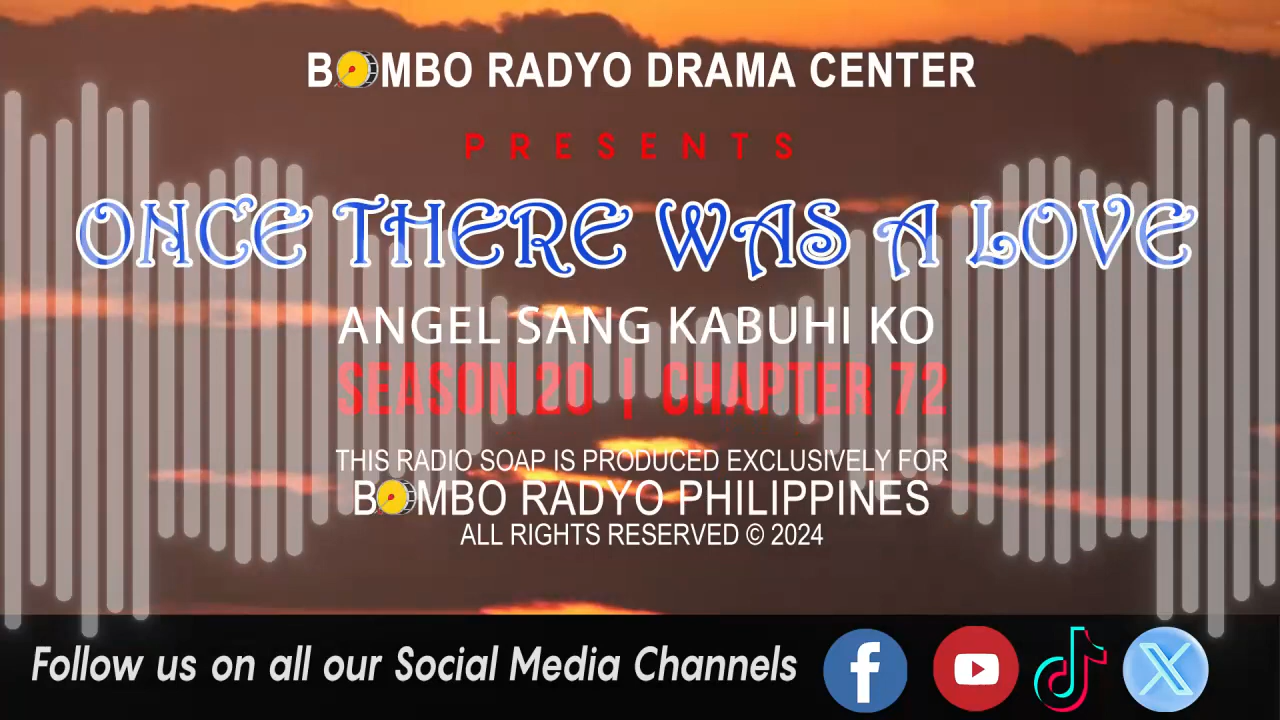 BOMBO RADYO DRAMA CENTER
PRESENTS
ONCE THERE WAS A LOVE
ANGEL SANG KABUHI KO
SEASON 20 | CHAPTER 72
THIS RADIO SOAP IS PRODUCED EXCLUSIVELY FOR
BOMBO RADYO PHILIPPINES
ALL RIGHTS RESERVED © 2024
Follow us on all our Social Media Channels